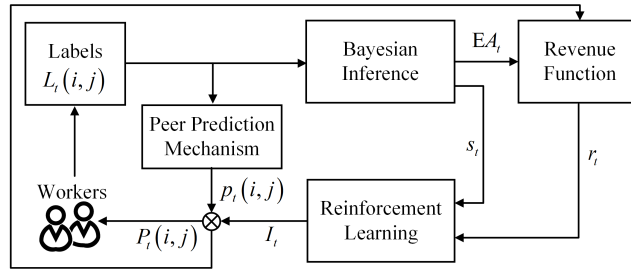 Labels
L_t(i, j)
Bayesian
Inference
EA_t
Revenue
Function
Peer Prediction
Mechanism
s_t
r_t
Workers
p_t(i, j)
P_t(i, j)
I_t
Reinforcement
Learning